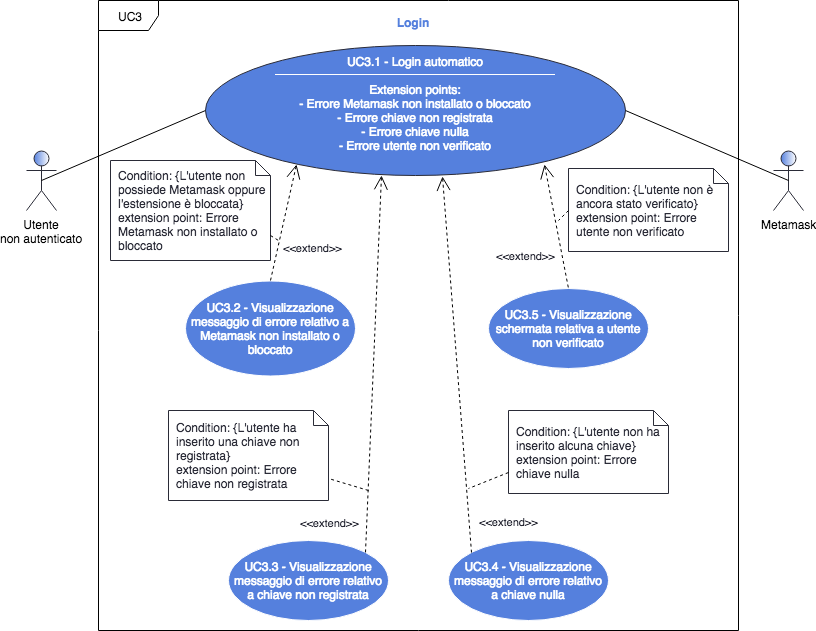 UC3
Login
UC3.1 - Login automatico
Extension points:
- Errore Metamask non installato o bloccato
- Errore chiave non registrata
- Errore chiave nulla
- Errore utente non verificato
Utente
non autenticato
Metamask
Condition: {L'utente non
possiede Metamask oppure
l'estensione è bloccata}
extension point: Errore
Metamask non installato o
bloccato
Condition: {L'utente non è
ancora stato verificato}
extension point: Errore
utente non verificato
<<extend>>
<<extend>>
UC3.2 - Visualizzazione
messaggio di errore relativo a
Metamask non installato o
bloccato
UC3.5 - Visualizzazione
schermata relativa a utente
non verificato
Condition: {L'utente ha
inserito una chiave non
registrata}
extension point: Errore
chiave non registrata
Condition: {L'utente non ha
inserito alcuna chiave}
extension point: Errore
chiave nulla
<<extend>>
<<extend>>
UC3.3 - Visualizzazione
messaggio di errore relativo
a chiave non registrata
UC3.4 - Visualizzazione
messaggio di errore relativo
a chiave nulla